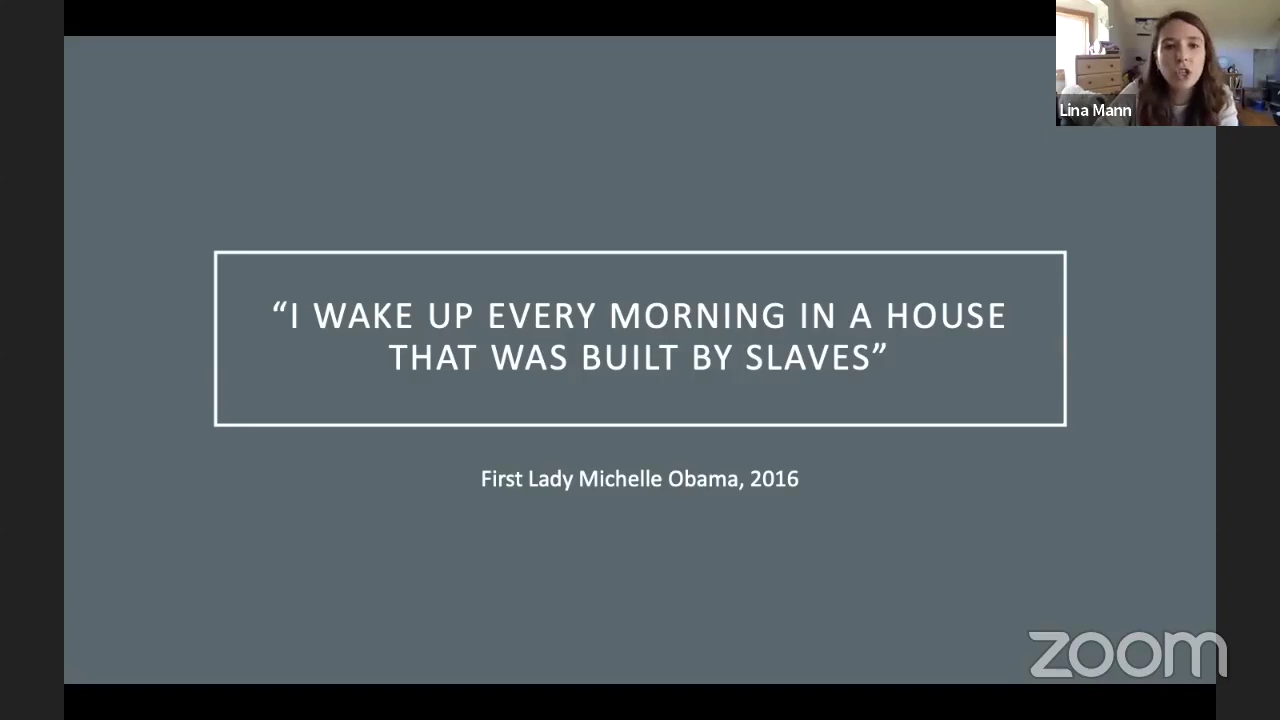 Lina Mann
“I WAKE UP EVERY MORNING IN A HOUSE
THAT WAS BUILT BY SLAVES”
First Lady Michelle Obama, 2016
zoom